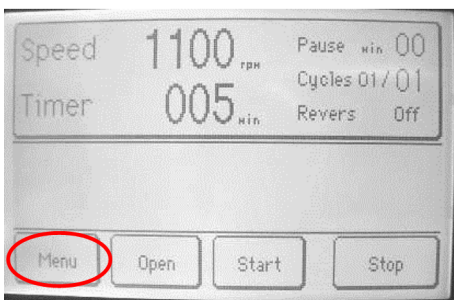 Speed 1100 rpm Pause min 00
Cycles 01/01
Timer 005 min Revers Off
Menu Open Start Stop